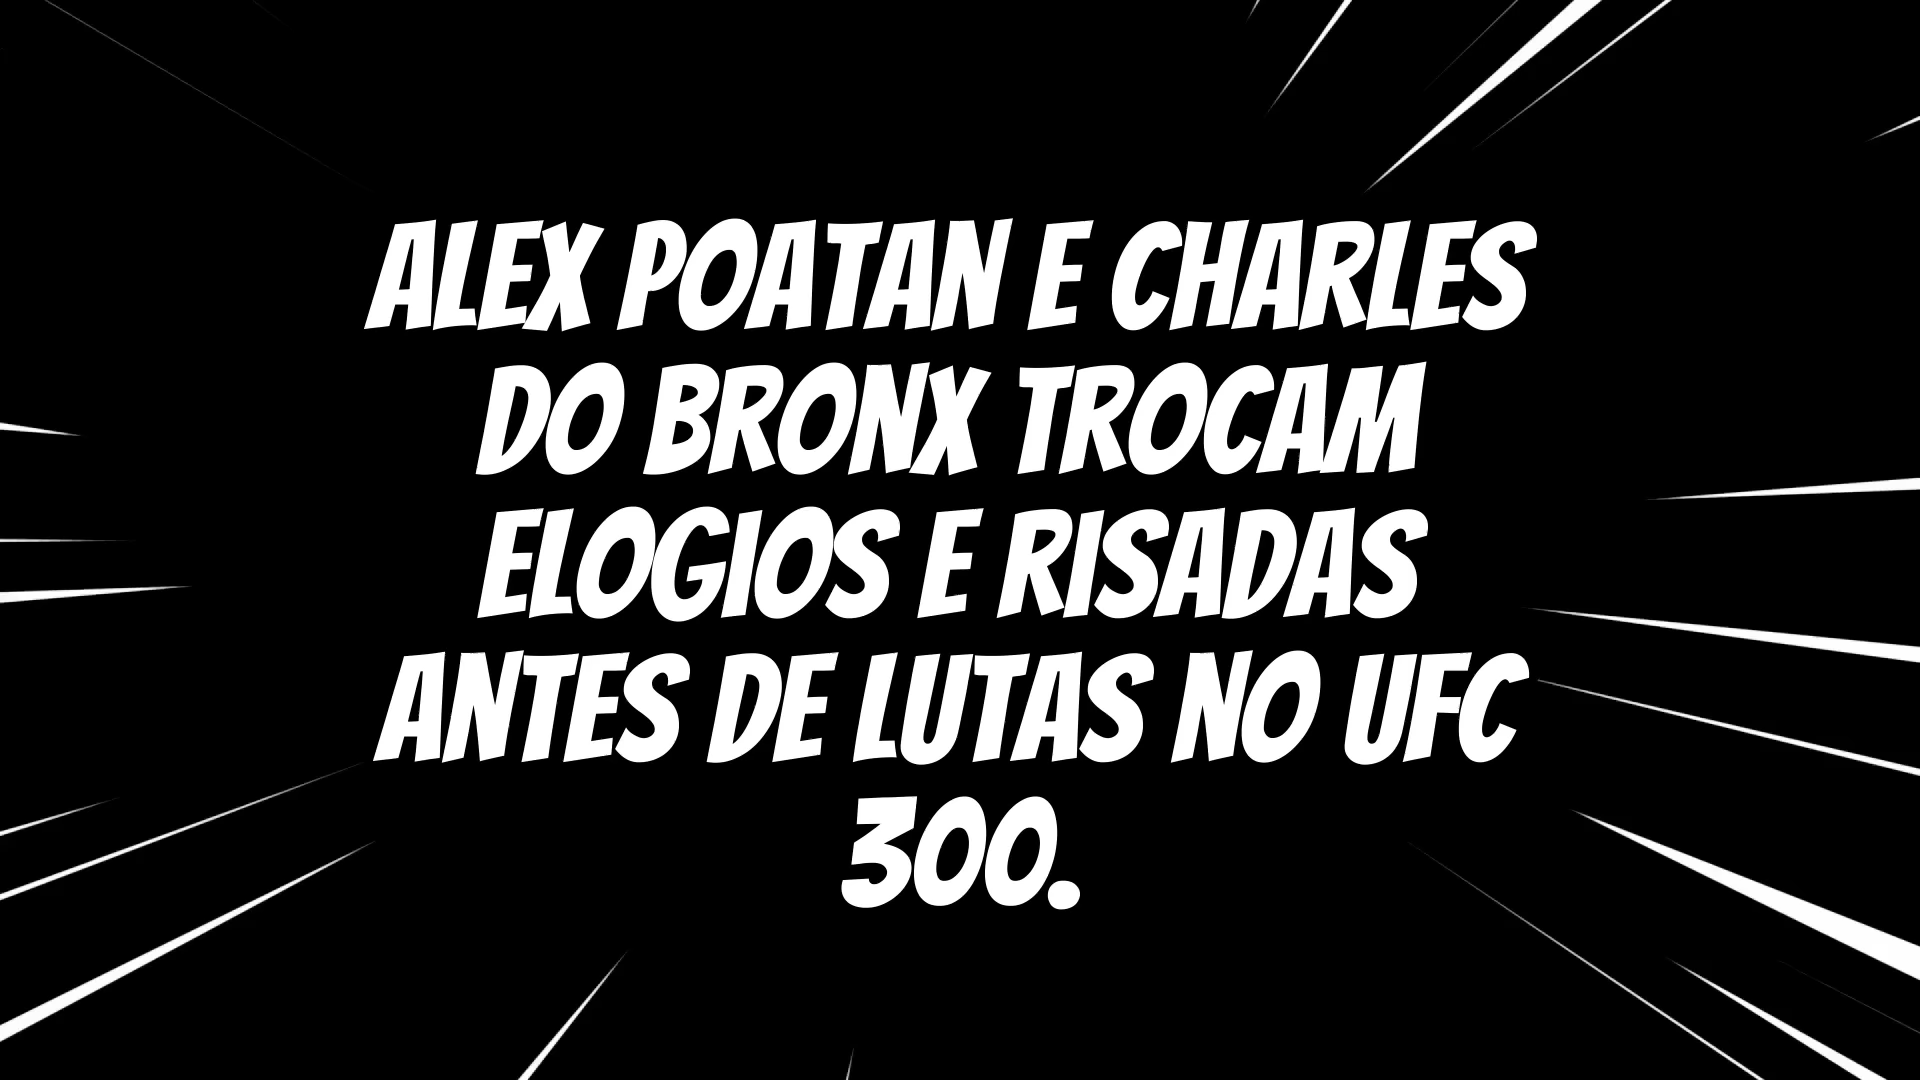 ALEX POATAN E CHARLES
DO BRONX TROCAM
ELOGIOS E RISADAS
ANTES DE LUTAS NO UFC
300.